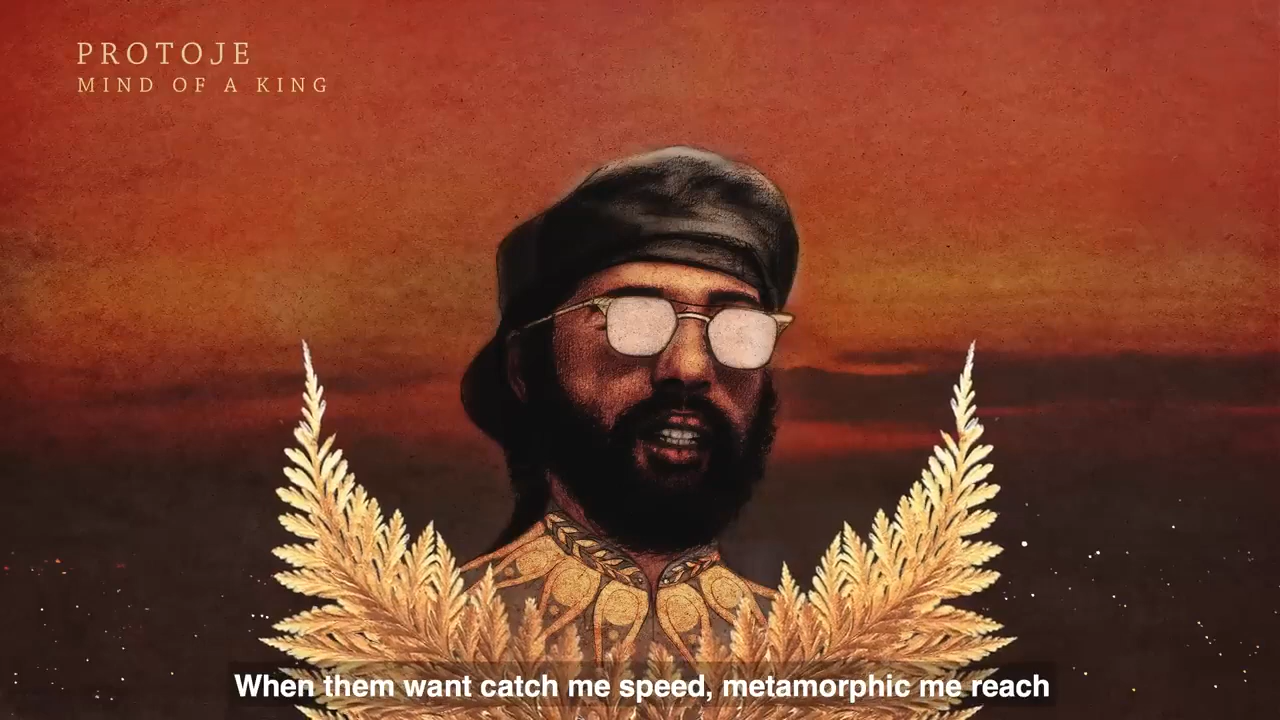 PROTOJE
MIND OF A KING
When them want catch me speed, metamorphic me reach